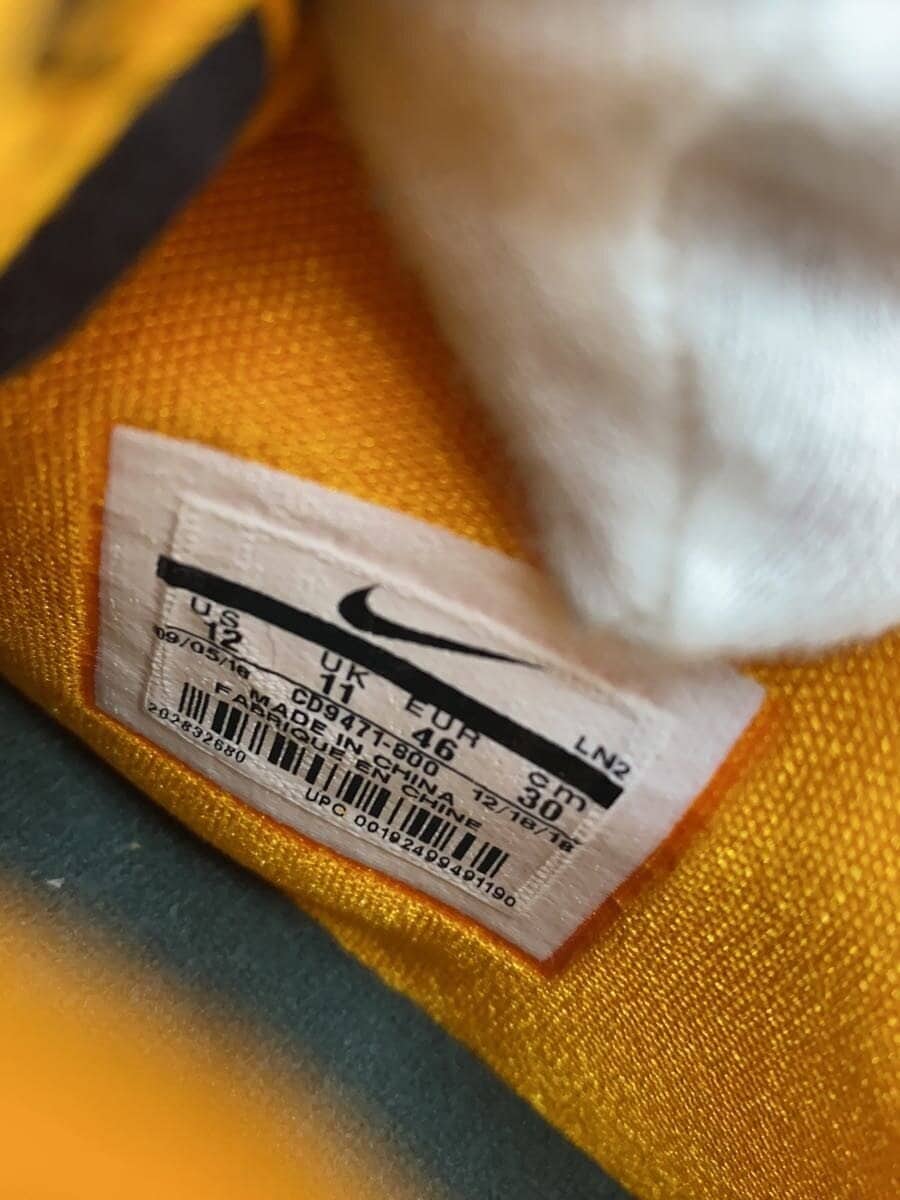 LN2
US UK EUR cm
12 11 46 30
09/05/18 CD9471-800 12/18/18
MADE IN CHINA
FABRIQUE EN CHINE
202832680
UPC 00192499491190